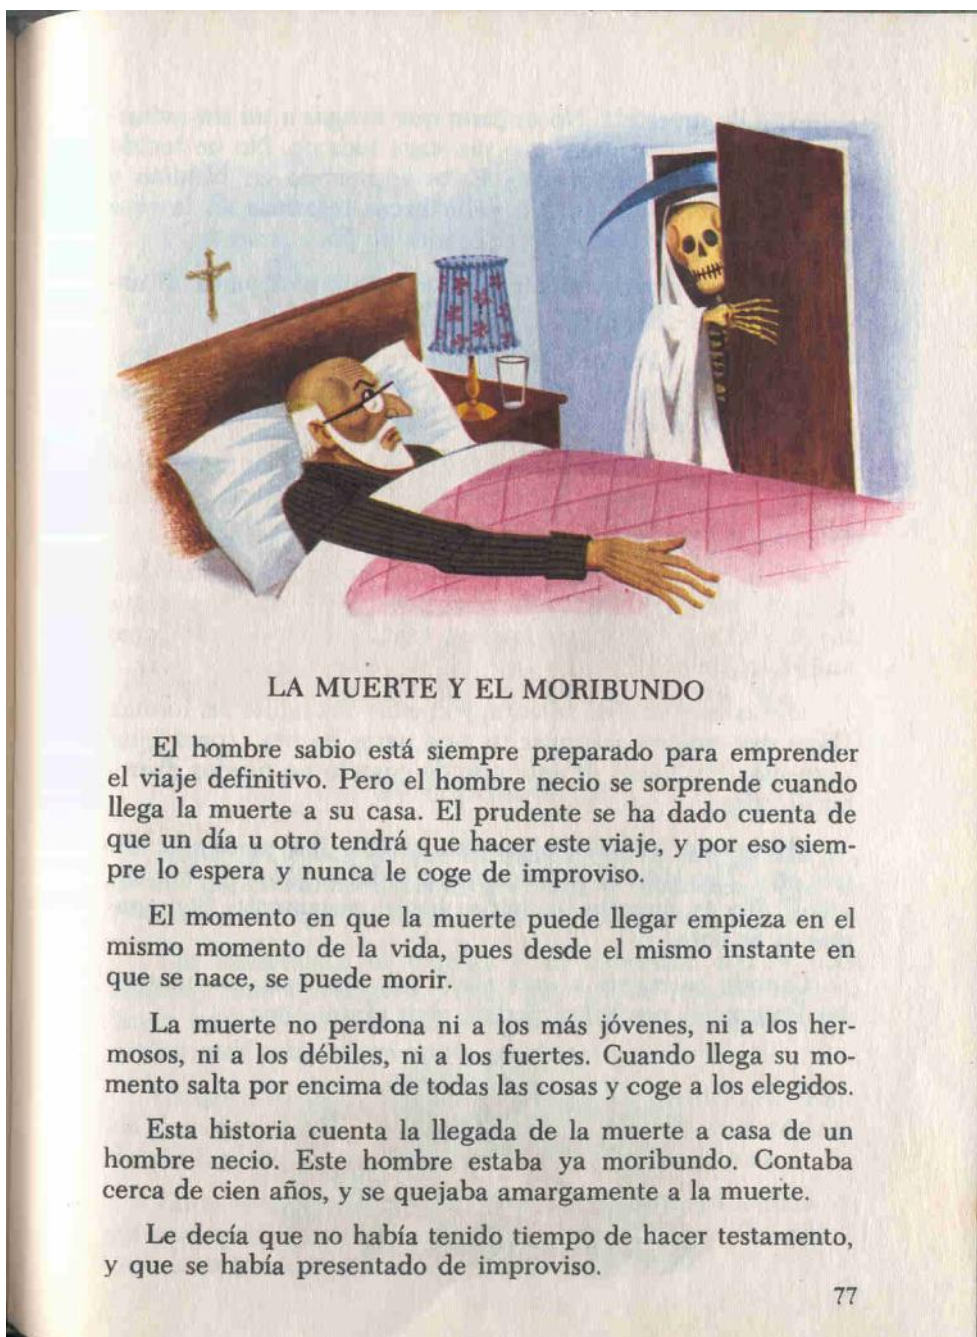 LA MUERTE Y EL MORIBUNDO
El hombre sabio está siempre preparado para emprender
el viaje definitivo. Pero el hombre necio se sorprende cuando
llega la muerte a su casa. El prudente se ha dado cuenta de
que un día u otro tendrá que hacer este viaje, y por eso siem-
pre lo espera y nunca le coge de improviso.
El momento en que la muerte puede llegar empieza en el
mismo momento de la vida, pues desde el mismo instante en
que se nace, se puede morir.
La muerte no perdona ni a los más jóvenes, ni a los her-
mosos, ni a los débiles, ni a los fuertes. Cuando llega su mo-
mento salta por encima de todas las cosas y coge a los elegidos.
Esta historia cuenta la llegada de la muerte a casa de un
hombre necio. Este hombre estaba ya moribundo. Contaba
cerca de cien años, y se quejaba amargamente a la muerte.
Le decía que no había tenido tiempo de hacer testamento,
y que se había presentado de improviso.
77